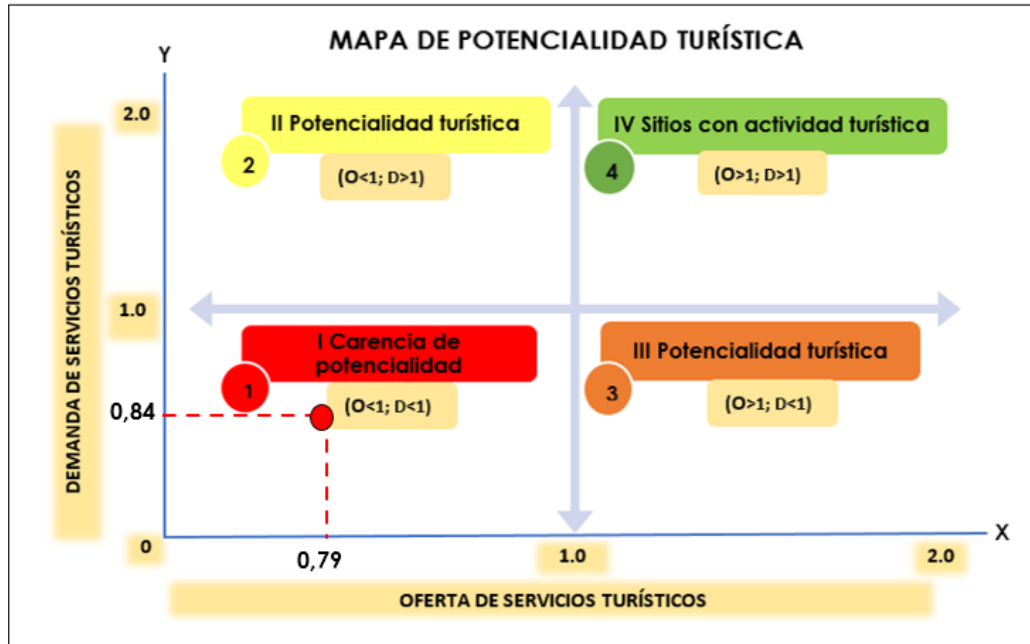 MAPA DE POTENCIALIDAD TURÍSTICA
Y
2.0
II Potencialidad turística
2
(O<1; D>1)
IV Sitios con actividad turística
4
(O>1; D>1)
DEMANDA DE SERVICIOS TURÍSTICOS
1.0
I Carencia de
potencialidad
1
(O<1; D<1)
III Potencialidad turística
3
(O>1; D<1)
0,84
0
0,79
1.0
2.0
X
OFERTA DE SERVICIOS TURÍSTICOS